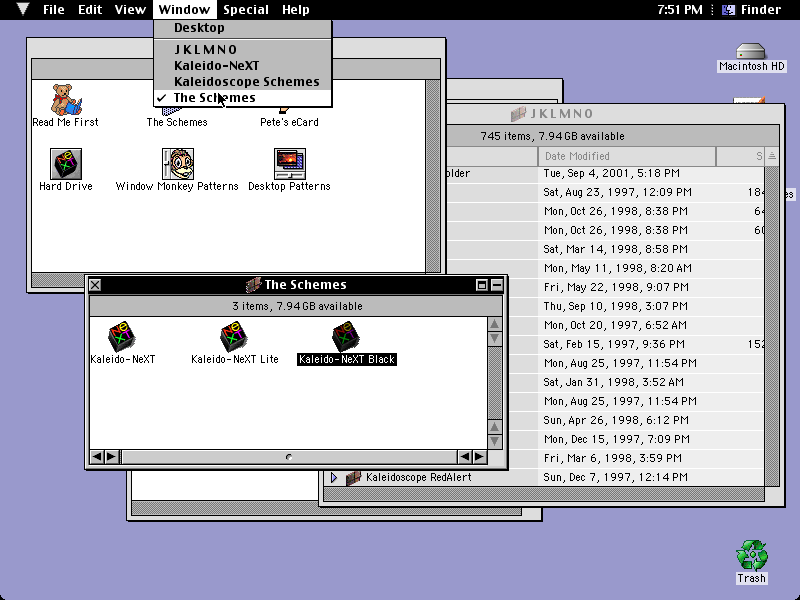 File Edit View Window Special Help 7:51 PM Finder
Desktop
JKLMNO
Kaleido-NeXT
Kaleidoscope Schemes
✓ The Schemes
Macintosh HD
Read Me First The Schemes Pete's eCard
Hard Drive Window Monkey Patterns Desktop Patterns
JKLMNO
745 items, 7.94 GB available
Date Modified S
older Tue, Sep 4, 2001, 5:18 PM
Sat, Aug 23, 1997, 12:09 PM 184
Mon, Oct 26, 1998, 8:38 PM 64
Mon, Oct 26, 1998, 8:38 PM 60
Sat, Mar 14, 1998, 8:58 PM
Mon, May 11, 1998, 8:20 AM
Fri, May 22, 1998, 9:07 PM
Thu, Sep 10, 1998, 3:07 PM
Mon, Oct 20, 1997, 6:52 AM
Sat, Feb 15, 1997, 9:36 PM 152
Mon, Aug 25, 1997, 11:54 PM
Sat, Jan 31, 1998, 3:52 AM
Mon, Aug 25, 1997, 11:54 PM
Sun, Apr 26, 1998, 6:12 PM
Mon, Dec 15, 1997, 7:09 PM
Fri, Mar 6, 1998, 3:59 PM
Kaleidoscope RedAlert Sun, Dec 7, 1997, 12:14 PM
es
The Schemes
3 items, 7.94 GB available
Kaleido-NeXT Kaleido-NeXT Lite Kaleido-NeXT Black
Trash